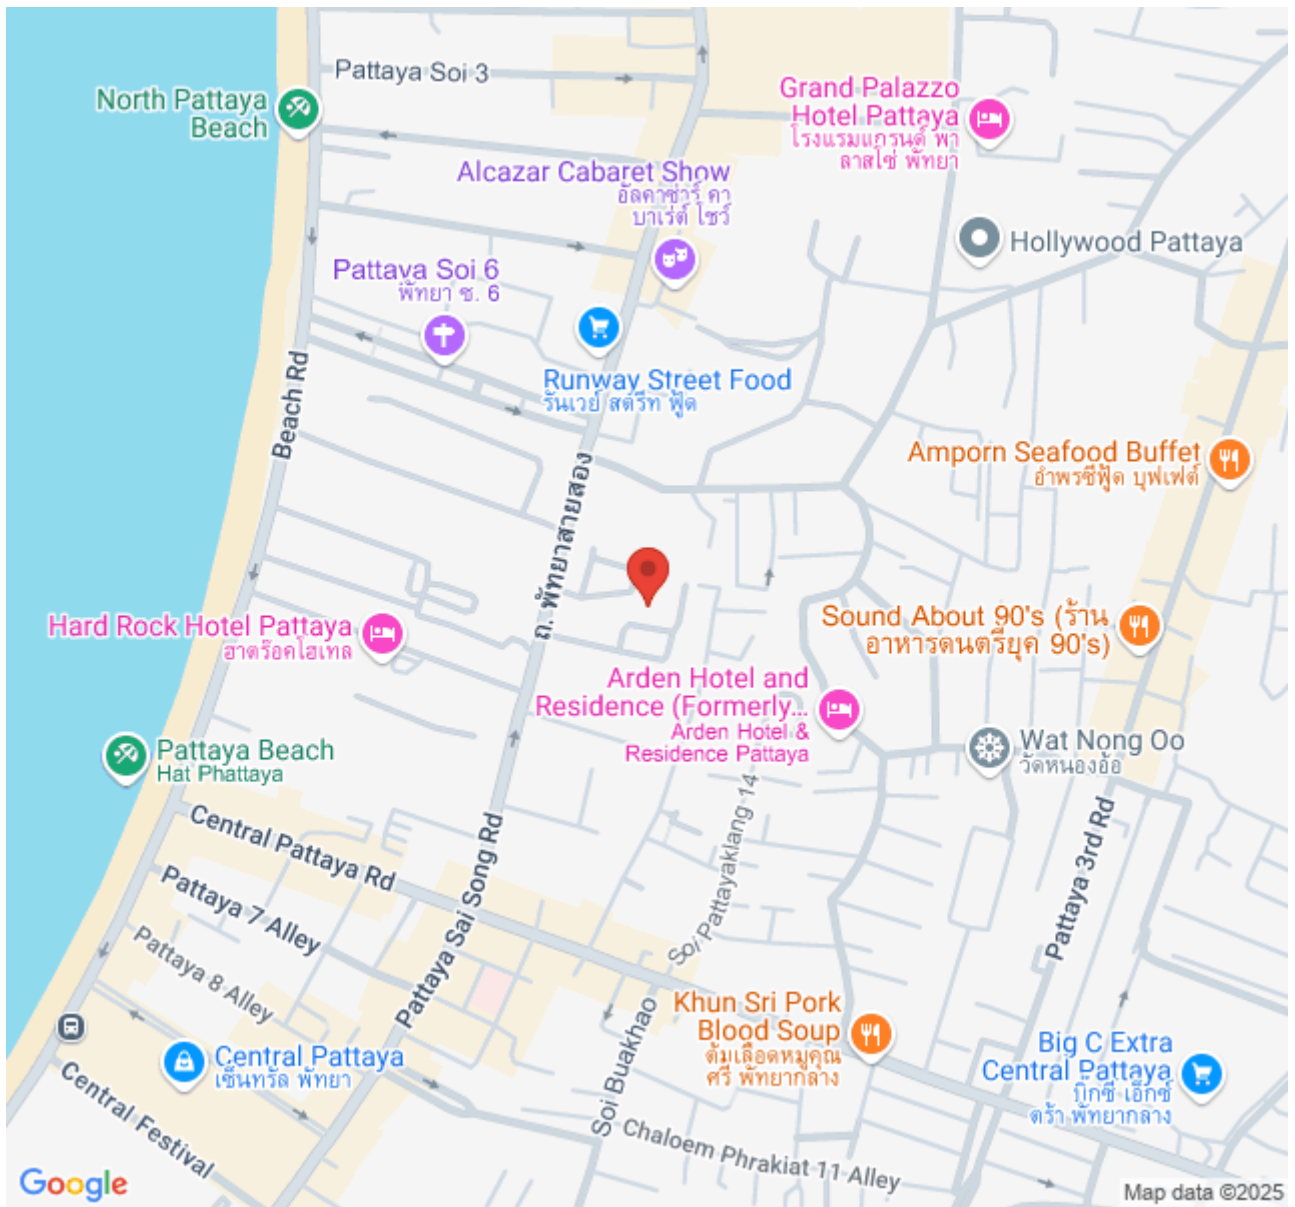 Pattaya Soi 3
North Pattaya
Beach
Grand Palazzo
Hotel Pattaya
โรงแรมแกรนด์ พา
ลาสโซ่ พัทยา
Alcazar Cabaret Show
อัลคาซ่าร์ คา
บาเร่ต์ โชว์
Hollywood Pattaya
Pattaya Soi 6
พัทยา ซ. 6
Runway Street Food
รันเวย์ สตรีท ฟู้ด
Beach Rd
Amporn Seafood Buffet
อำพรซีฟู้ด บุฟเฟต์
ถ. พัทยาสายสอง
Hard Rock Hotel Pattaya
ฮาดร๊อคโฮเทล
Sound About 90's (ร้าน
อาหารดนตรียุค 90's)
Arden Hotel and
Residence (Formerly...
Arden Hotel &
Residence Pattaya
Pattaya Beach
Hat Phattaya
Wat Nong Oo
วัดหนองอ้อ
Central Pattaya Rd
Pattaya Sai Song Rd
Soi Pattayaklang 14
Pattaya 3rd Rd
Pattaya 7 Alley
Pattaya 8 Alley
Khun Sri Pork
Blood Soup
ต้มเลือดหมูคุณ
ศรี พัทยากลาง
Central Pattaya
เซ็นทรัล พัทยา
Soi Buakhao
Big C Extra
Central Pattaya
บิ๊กซี เอ็กซ์
ตร้า พัทยากลาง
Central Festival
Chaloem Phrakiat 11 Alley
Google
Map data ©2025